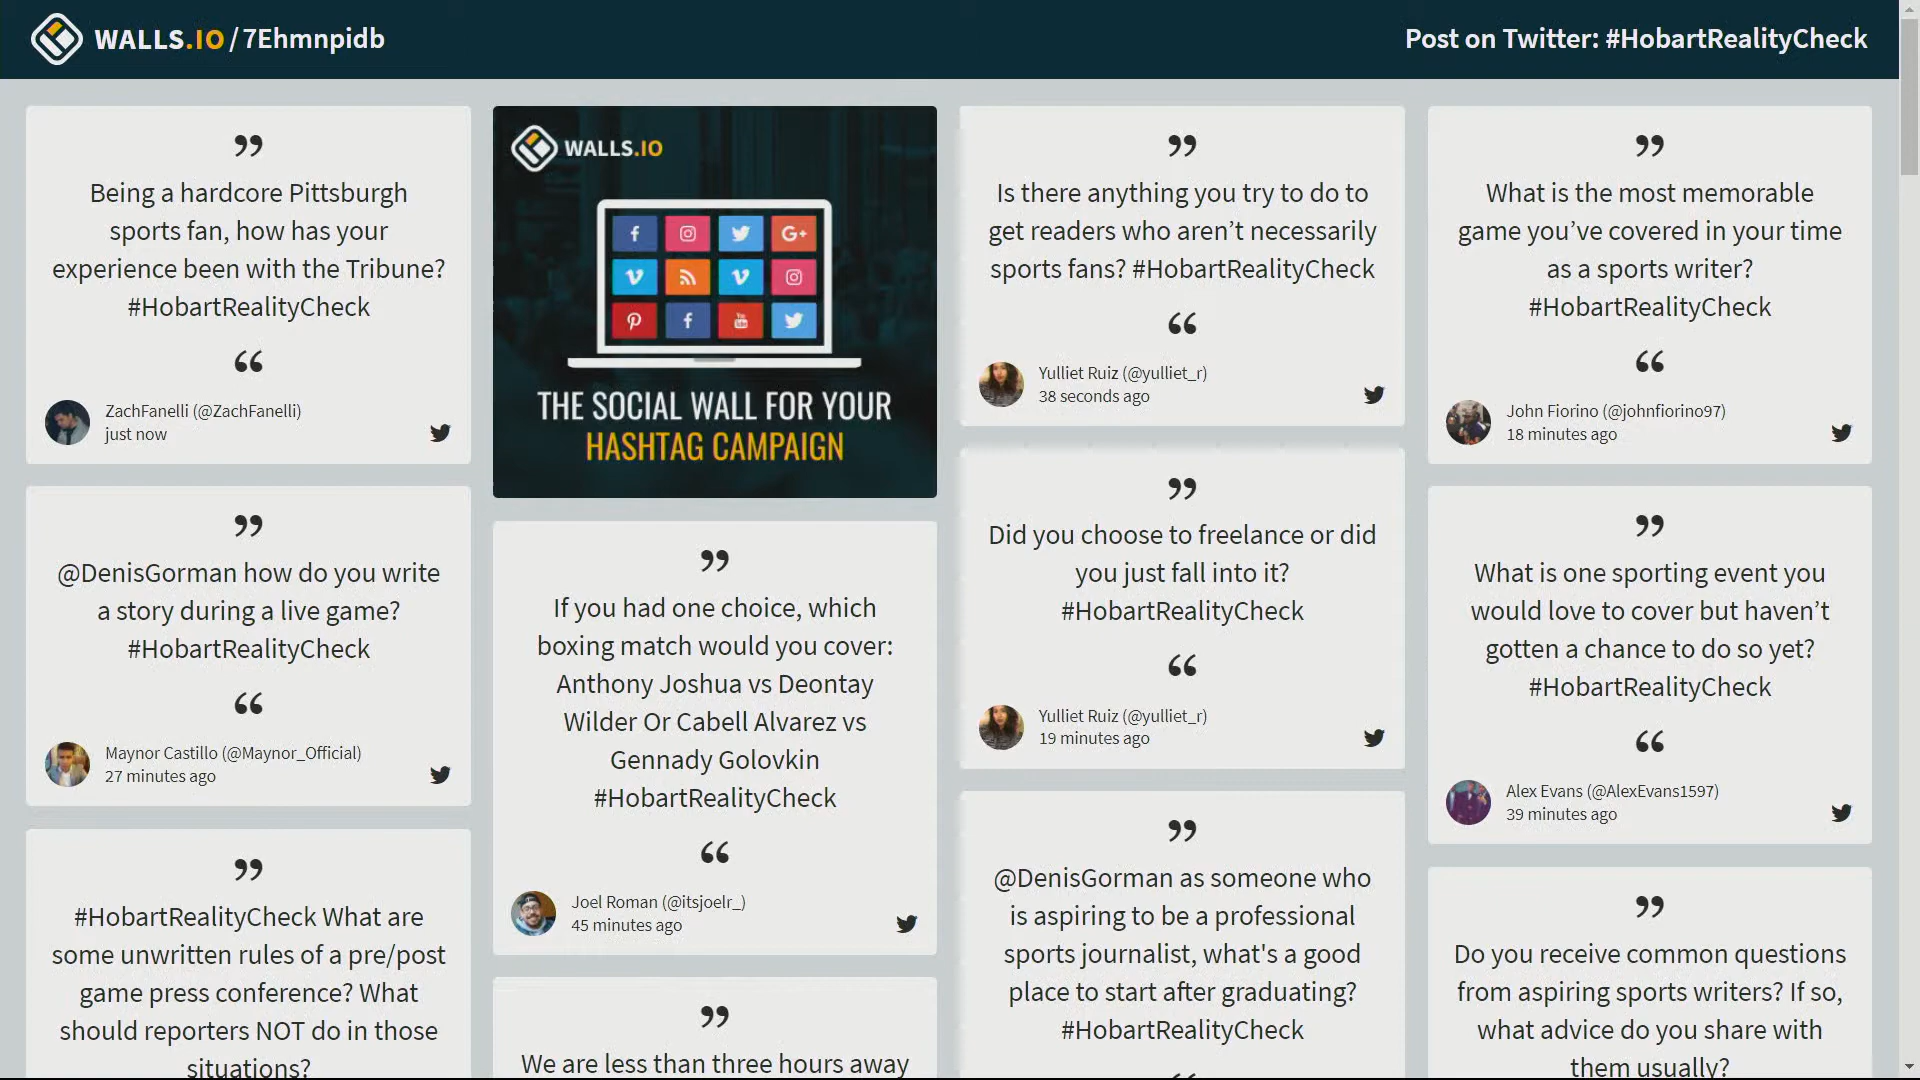 WALLS.IO / 7Ehmnpidb
Post on Twitter: #HobartRealityCheck
”
Being a hardcore Pittsburgh
sports fan, how has your
experience been with the Tribune?
#HobartRealityCheck
“
ZachFanelli (@ZachFanelli)
just now
”
@DenisGorman how do you write
a story during a live game?
#HobartRealityCheck
“
Maynor Castillo (@Maynor_Official)
27 minutes ago
”
#HobartRealityCheck What are
some unwritten rules of a pre/post
game press conference? What
should reporters NOT do in those
situations?
WALLS.IO
THE SOCIAL WALL FOR YOUR
HASHTAG CAMPAIGN
”
If you had one choice, which
boxing match would you cover:
Anthony Joshua vs Deontay
Wilder Or Cabell Alvarez vs
Gennady Golovkin
#HobartRealityCheck
“
Joel Roman (@itsjoelr_)
45 minutes ago
”
We are less than three hours away
”
Is there anything you try to do to
get readers who aren’t necessarily
sports fans? #HobartRealityCheck
“
Yulliet Ruiz (@yulliet_r)
38 seconds ago
”
Did you choose to freelance or did
you just fall into it?
#HobartRealityCheck
“
Yulliet Ruiz (@yulliet_r)
19 minutes ago
”
@DenisGorman as someone who
is aspiring to be a professional
sports journalist, what's a good
place to start after graduating?
#HobartRealityCheck
”
What is the most memorable
game you’ve covered in your time
as a sports writer?
#HobartRealityCheck
“
John Fiorino (@johnfiorino97)
18 minutes ago
”
What is one sporting event you
would love to cover but haven’t
gotten a chance to do so yet?
#HobartRealityCheck
“
Alex Evans (@AlexEvans1597)
39 minutes ago
”
Do you receive common questions
from aspiring sports writers? If so,
what advice do you share with
them usually?